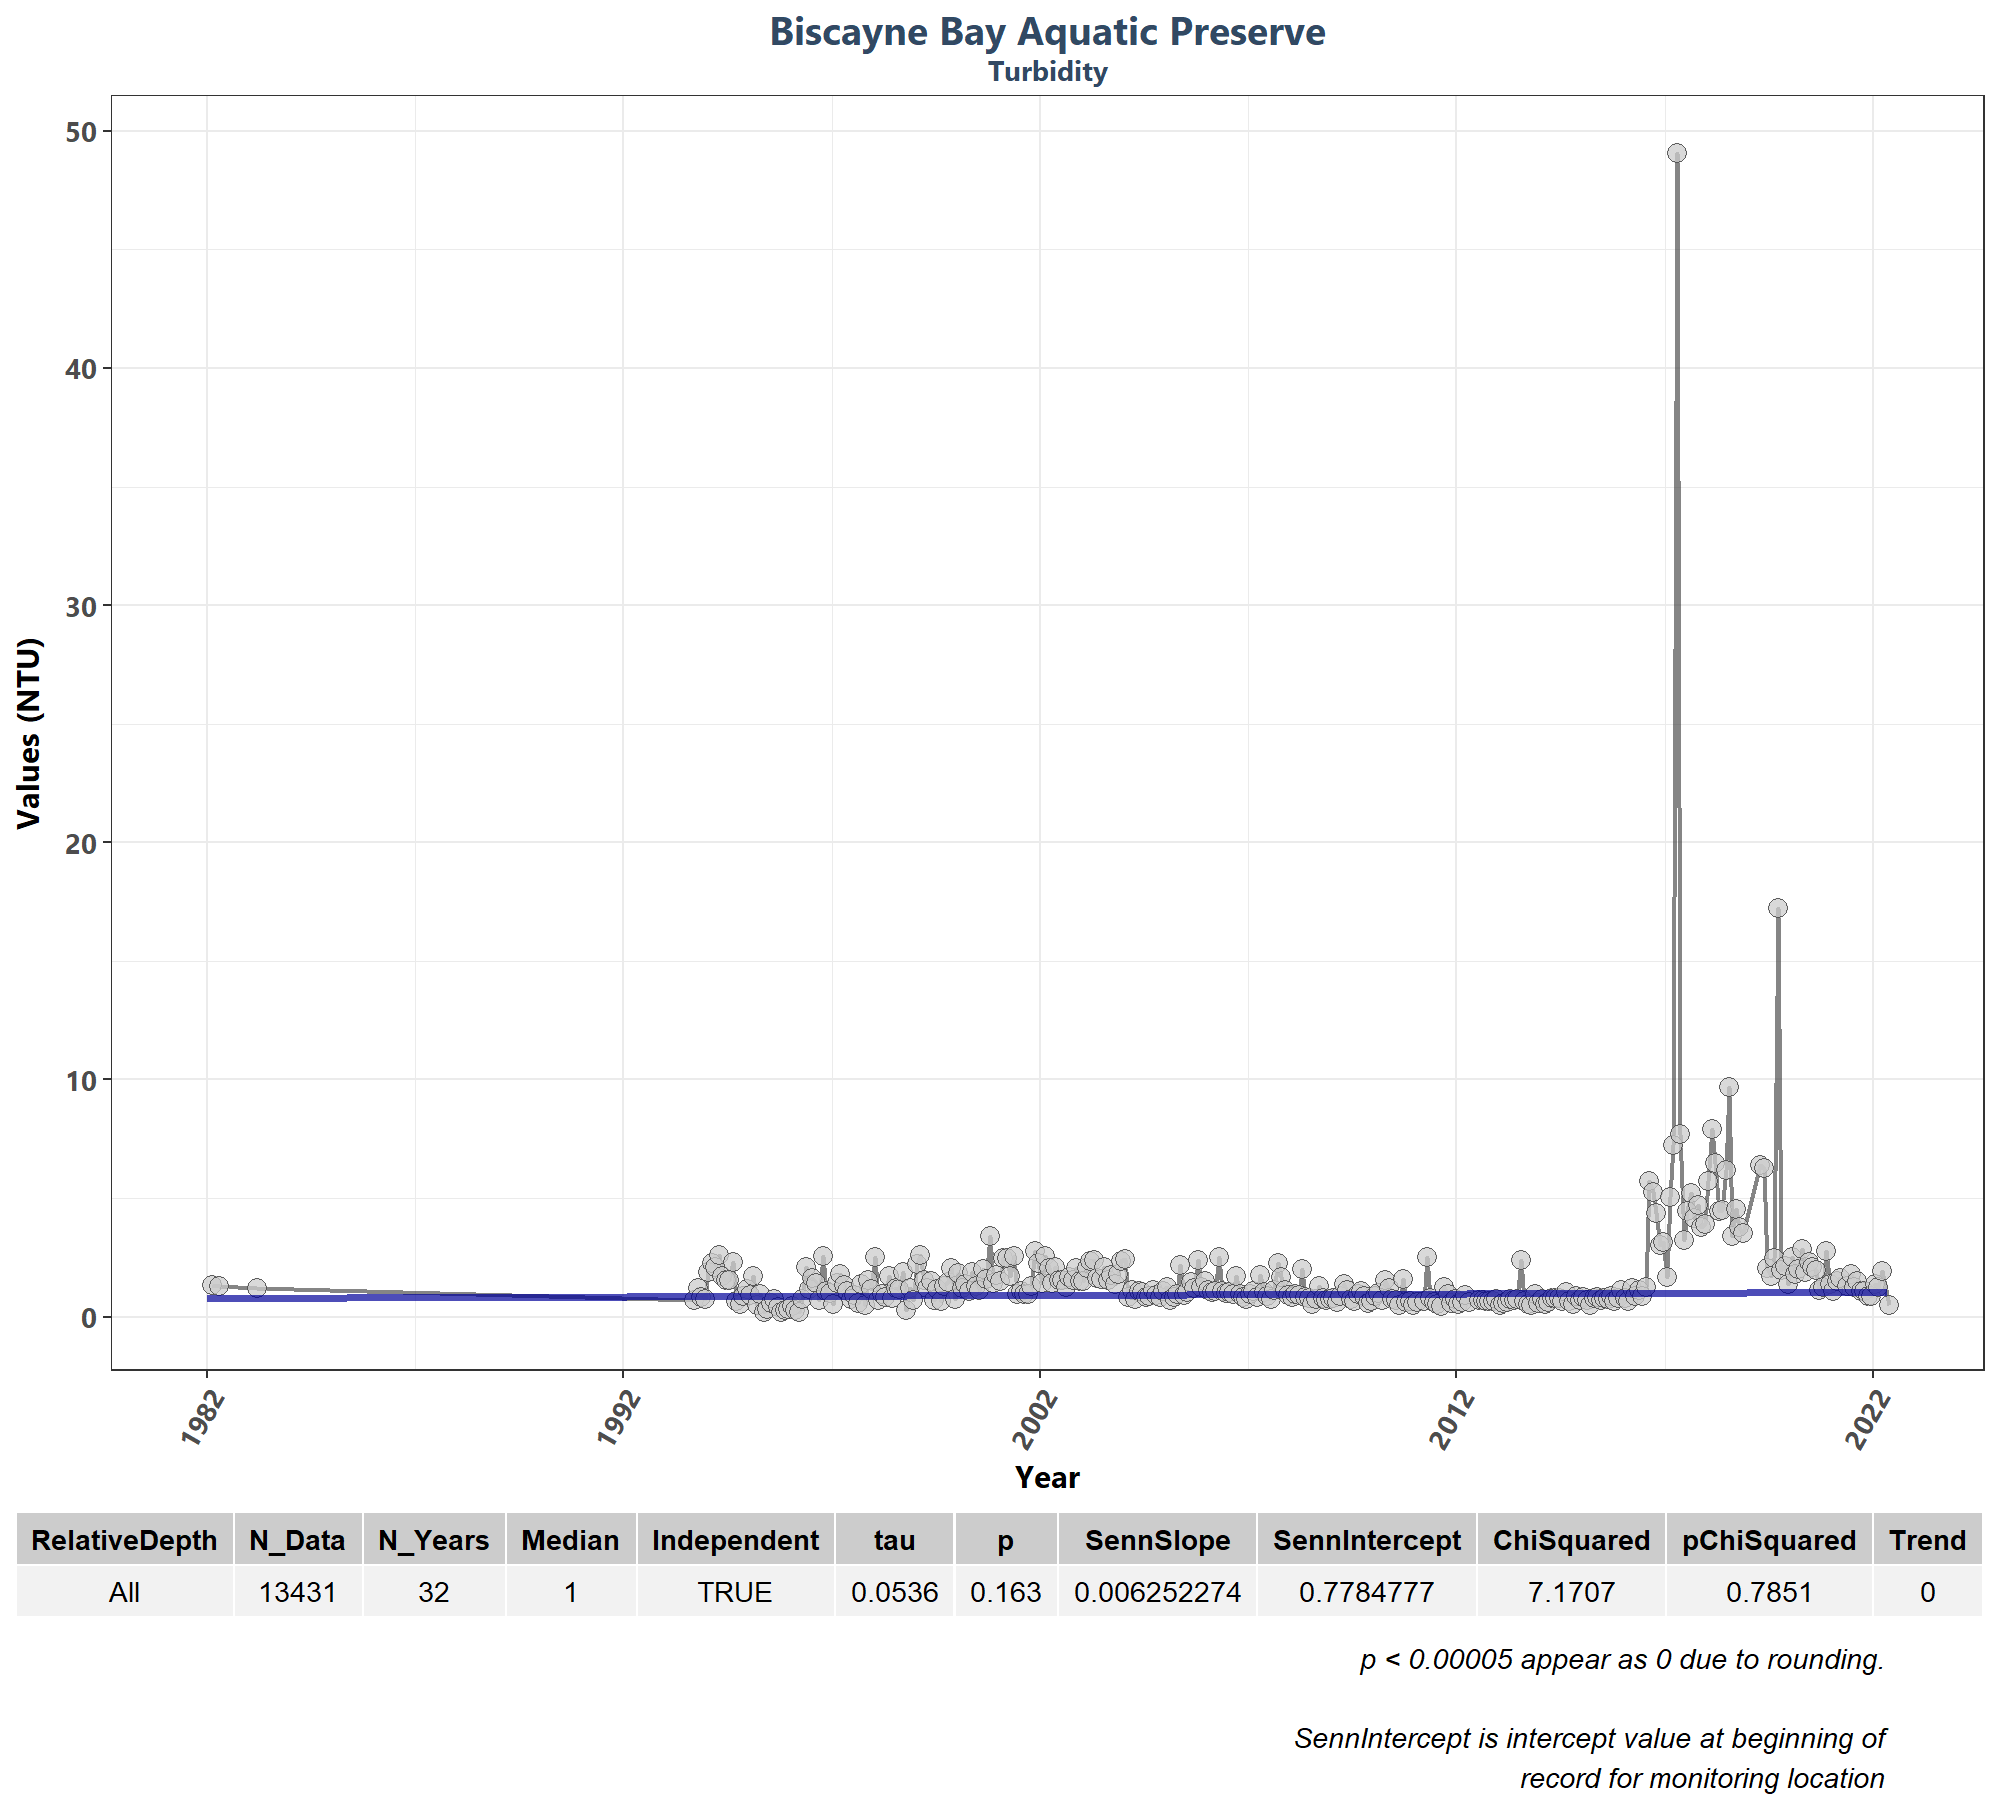 Biscayne Bay Aquatic Preserve
Turbidity
50
40
30
20
10
0
Values (NTU)
1982
1992
2002
2012
2022
Year
RelativeDepth N_Data N_Years Median Independent tau p SennSlope SennIntercept ChiSquared pChiSquared Trend
All 13431 32 1 TRUE 0.0536 0.163 0.006252274 0.7784777 7.1707 0.7851 0
p < 0.00005 appear as 0 due to rounding.
SennIntercept is intercept value at beginning of
record for monitoring location